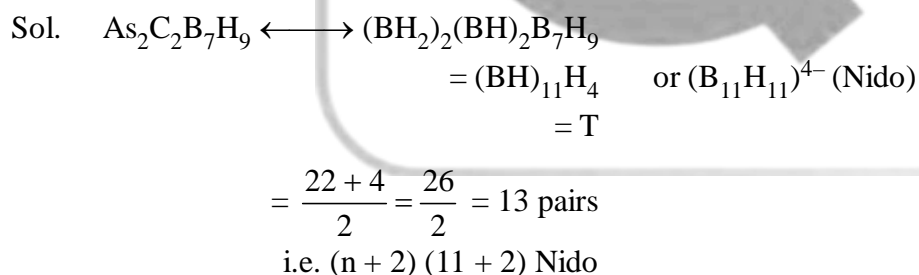 Sol. As₂C₂B₇H₉ ⟷ (BH₂)₂(BH)₂B₇H₉
= (BH)₁₁H₄ or (B₁₁H₁₁)⁴⁻ (Nido)
= T
= (22 + 4)/2 = 26/2 = 13 pairs
i.e. (n + 2) (11 + 2) Nido